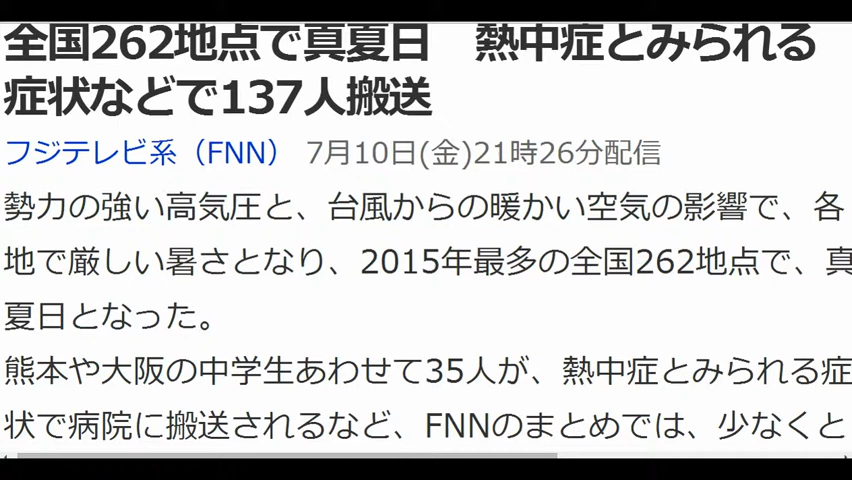 全国262地点で真夏日　熱中症とみられる
症状などで137人搬送
フジテレビ系（FNN） 7月10日(金)21時26分配信
勢力の強い高気圧と、台風からの暖かい空気の影響で、各
地で厳しい暑さとなり、2015年最多の全国262地点で、真
夏日となった。
熊本や大阪の中学生あわせて35人が、熱中症とみられる症
状で病院に搬送されるなど、FNNのまとめでは、少なくと